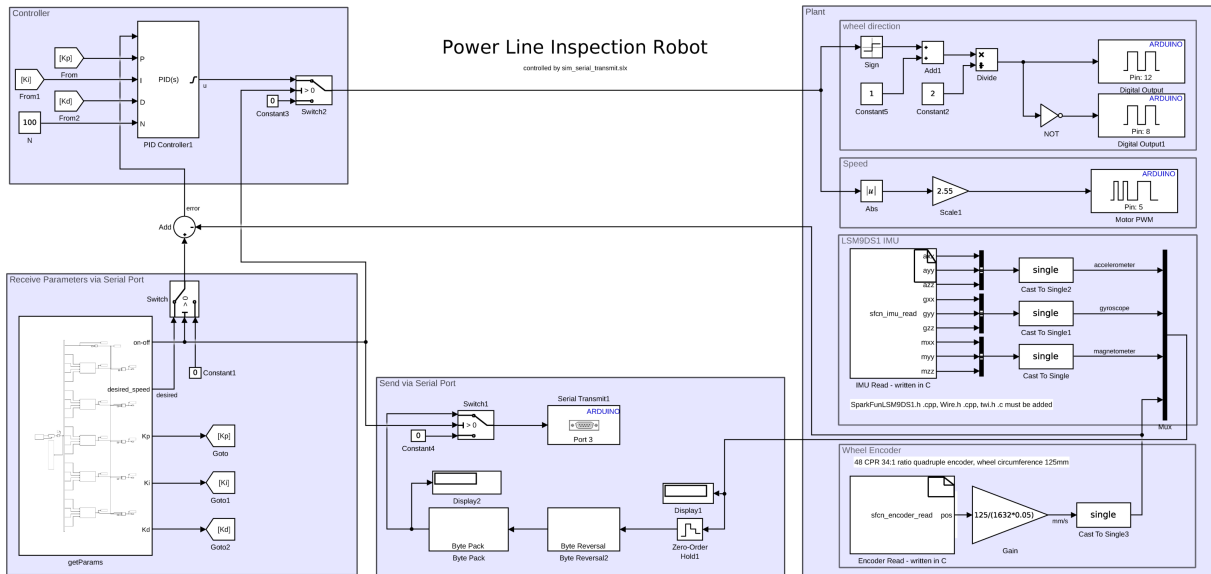 Controller
[Kp]
From
[Ki]
From1
[Kd]
From2
100
N
P
I
D
N
PID(s)
u
PID Controller1
0
Constant3
> 0
Switch2
Power Line Inspection Robot
controlled by sim_serial_transmit.slx
error
Add
+
-
Receive Parameters via Serial Port
Switch
> 0
on-off
0
Constant1
desired_speed
desired
Kp
[Kp]
Goto
Ki
[Ki]
Goto1
Kd
[Kd]
Goto2
getParams
Send via Serial Port
Switch1
> 0
0
Constant4
Serial Transmit1
ARDUINO
Port 3
Display2
Display1
Byte Pack
Byte Pack
Byte Reversal
Byte Reversal2
Zero-Order
Hold1
Plant
wheel direction
Sign
+
+
Add1
1
Constant5
2
Constant2
×
÷
Divide
NOT
ARDUINO
Pin: 12
Digital Output
ARDUINO
Pin: 8
Digital Output1
Speed
|u|
Abs
2.55
Scale1
ARDUINO
Pin: 5
Motor PWM
LSM9DS1 IMU
sfcn_imu_read
ayy
azz
gxx
gyy
gzz
mxx
myy
mzz
IMU Read - written in C
single
Cast To Single2
accelerometer
single
Cast To Single1
gyroscope
single
Cast To Single
magnetometer
SparkFunLSM9DS1.h .cpp, Wire.h .cpp, twi.h .c must be added
Mux
Wheel Encoder
48 CPR 34:1 ratio quadruple encoder, wheel circumference 125mm
sfcn_encoder_read
pos
Encoder Read - written in C
125/(1632*0.05)
Gain
mm/s
single
Cast To Single3